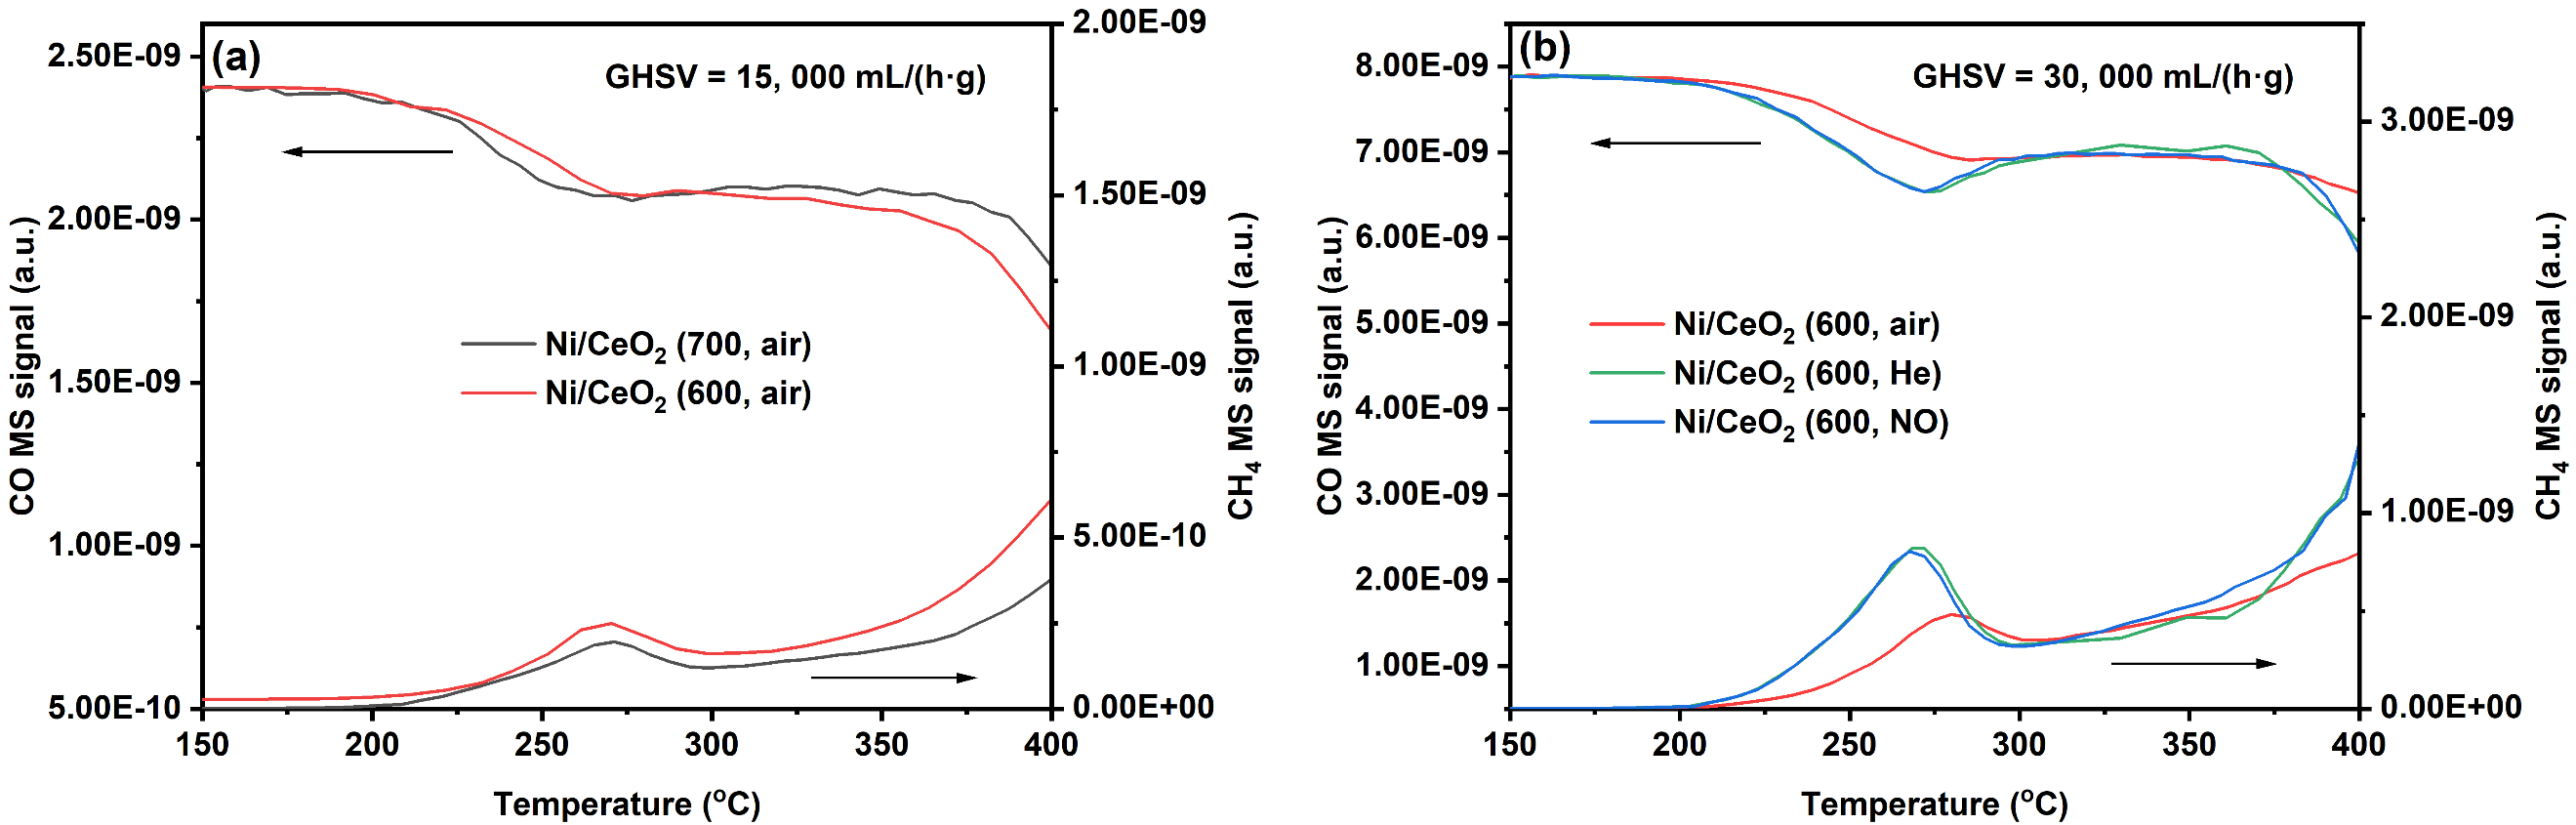 (a)
GHSV = 15, 000 mL/(h·g)
2.50E-09
2.00E-09
1.50E-09
1.00E-09
5.00E-10
CO MS signal (a.u.)
Ni/CeO₂ (700, air)
Ni/CeO₂ (600, air)
2.00E-09
1.50E-09
1.00E-09
5.00E-10
0.00E+00
CH₄ MS signal (a.u.)
150 200 250 300 350 400
Temperature (°C)
(b)
GHSV = 30, 000 mL/(h·g)
8.00E-09
7.00E-09
6.00E-09
5.00E-09
4.00E-09
3.00E-09
2.00E-09
1.00E-09
CO MS signal (a.u.)
Ni/CeO₂ (600, air)
Ni/CeO₂ (600, He)
Ni/CeO₂ (600, NO)
3.00E-09
2.00E-09
1.00E-09
0.00E+00
CH₄ MS signal (a.u.)
150 200 250 300 350 400
Temperature (°C)